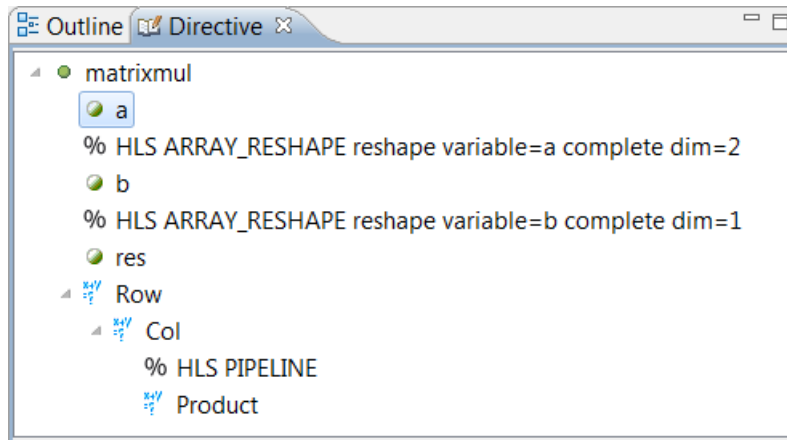 Outline Directive
matrixmul
a
% HLS ARRAY_RESHAPE reshape variable=a complete dim=2
b
% HLS ARRAY_RESHAPE reshape variable=b complete dim=1
res
Row
Col
% HLS PIPELINE
Product